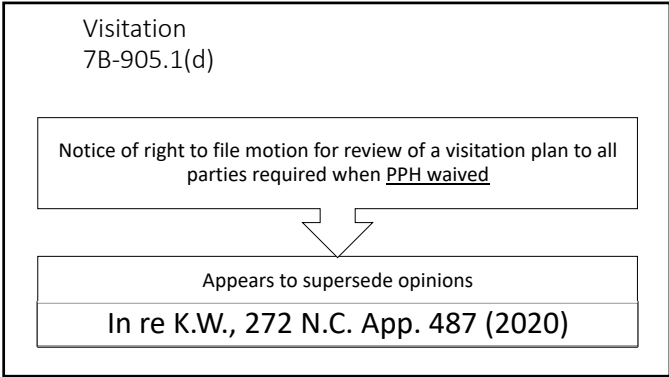 Visitation
7B-905.1(d)
Notice of right to file motion for review of a visitation plan to all
parties required when PPH waived
Appears to supersede opinions
In re K.W., 272 N.C. App. 487 (2020)